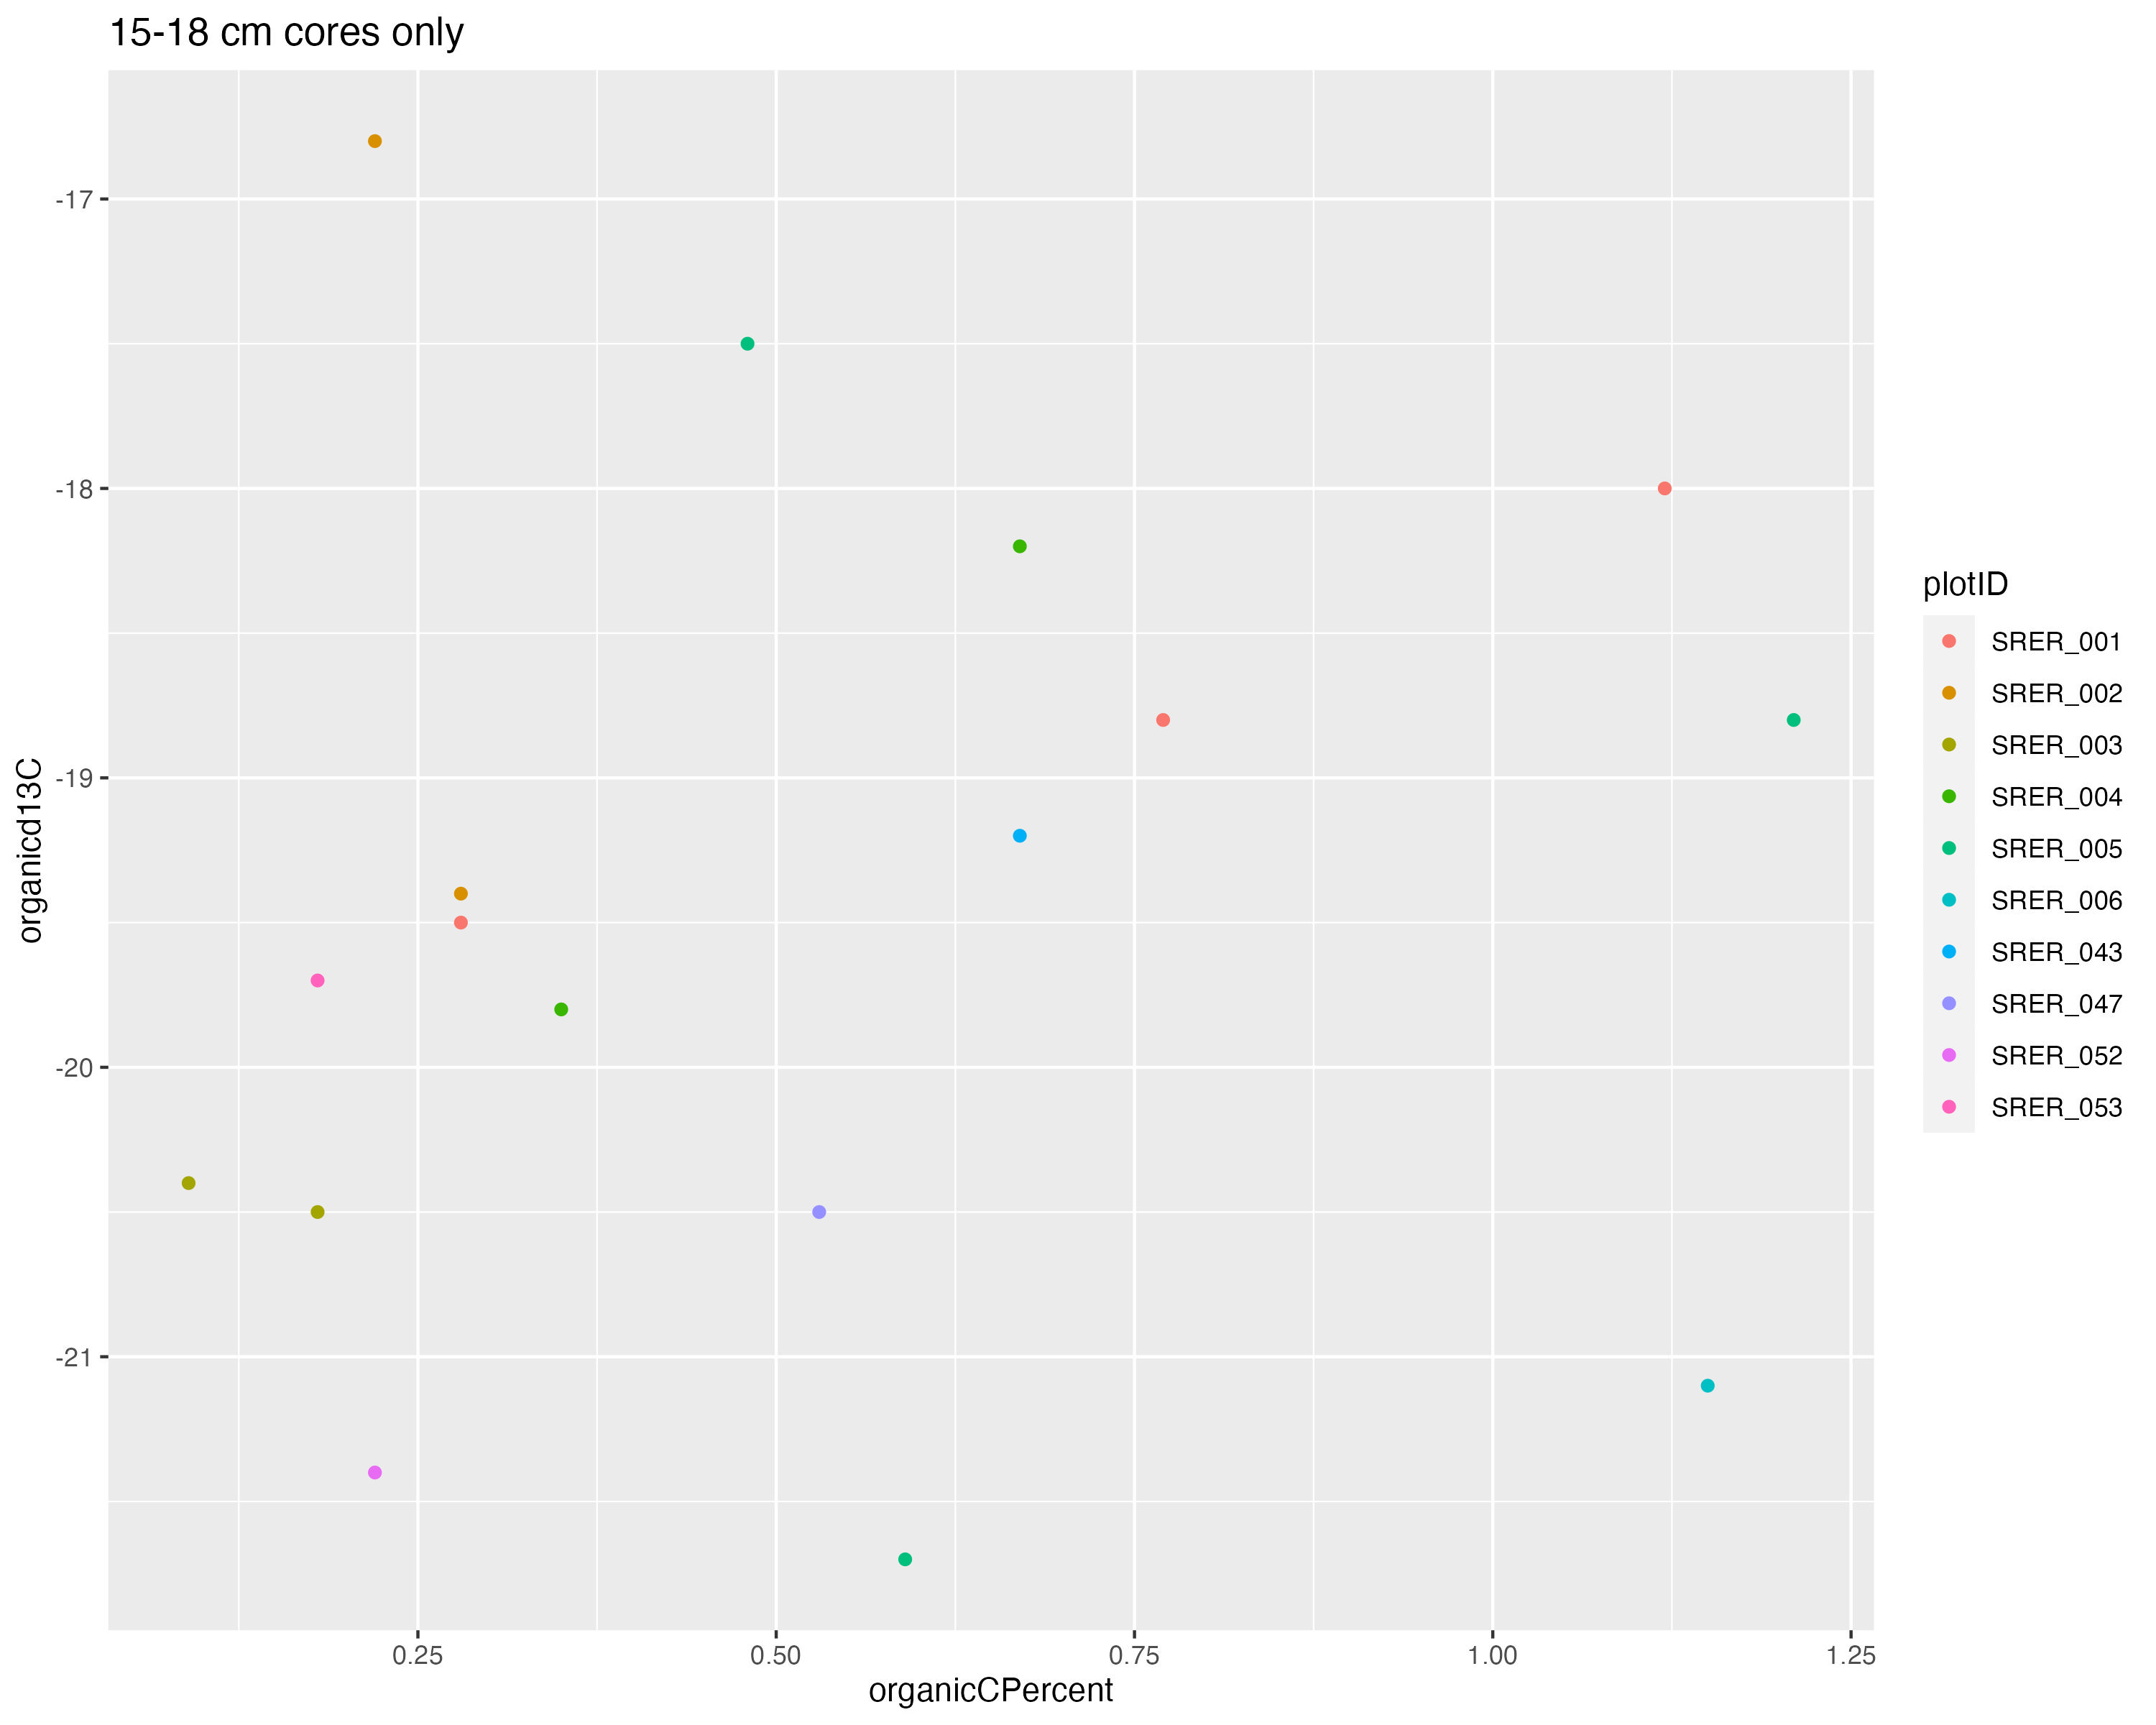 15-18 cm cores only
-17
-18
-19
-20
-21
organicd13C
0.25 0.50 0.75 1.00 1.25
organicCPercent
plotID
SRER_001
SRER_002
SRER_003
SRER_004
SRER_005
SRER_006
SRER_043
SRER_047
SRER_052
SRER_053